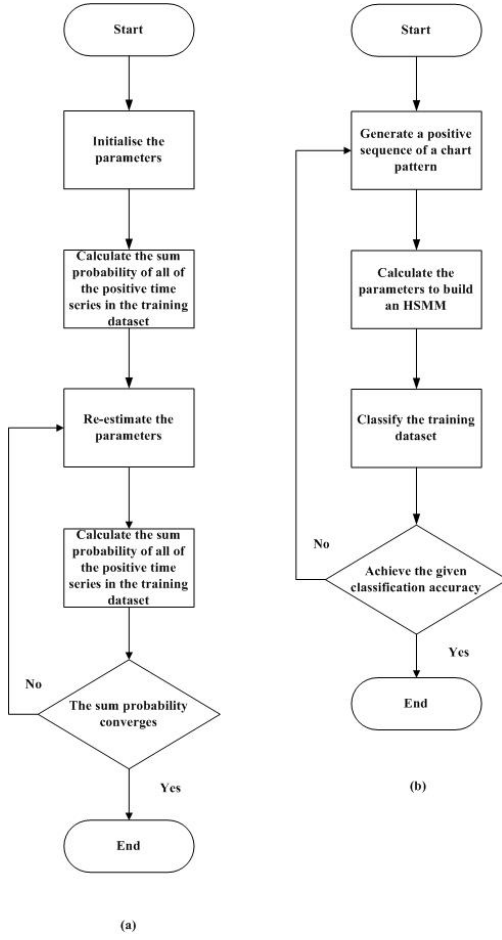 Start
Initialise the
parameters
Calculate the sum
probability of all of
the positive time
series in the training
dataset
Re-estimate the
parameters
Calculate the sum
probability of all of
the positive time
series in the training
dataset
No
The sum probability
converges
Yes
End
(a)
Start
Generate a positive
sequence of a chart
pattern
Calculate the
parameters to build
an HSMM
Classify the training
dataset
No
Achieve the given
classification accuracy
Yes
End
(b)